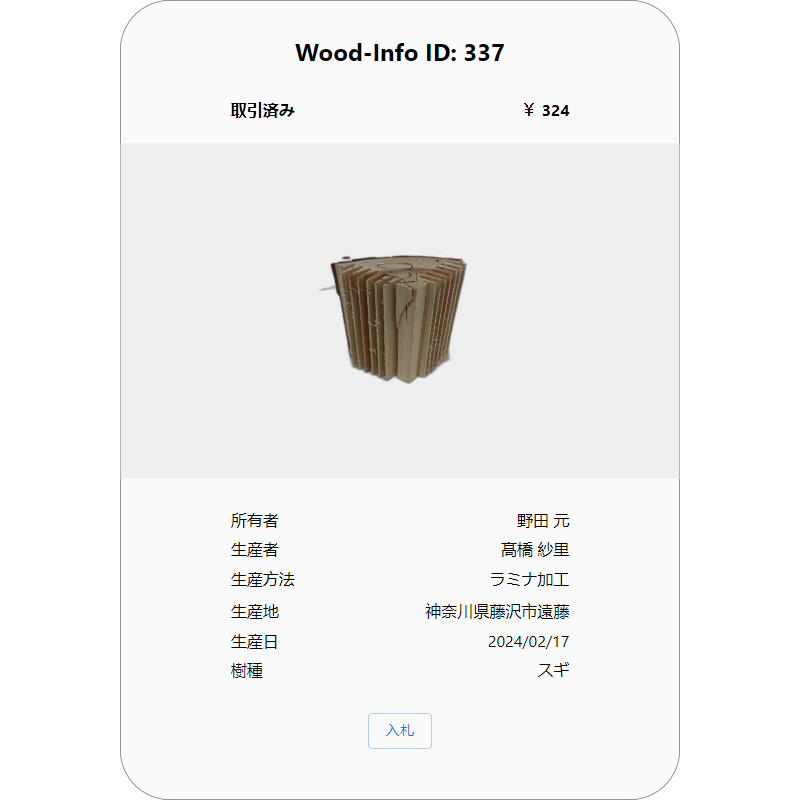 Wood-Info ID: 337
取引済み ￥ 324
所有者 野田 元
生産者 髙橋 紗里
生産方法 ラミナ加工
生産地 神奈川県藤沢市遠藤
生産日 2024/02/17
樹種 スギ
入札